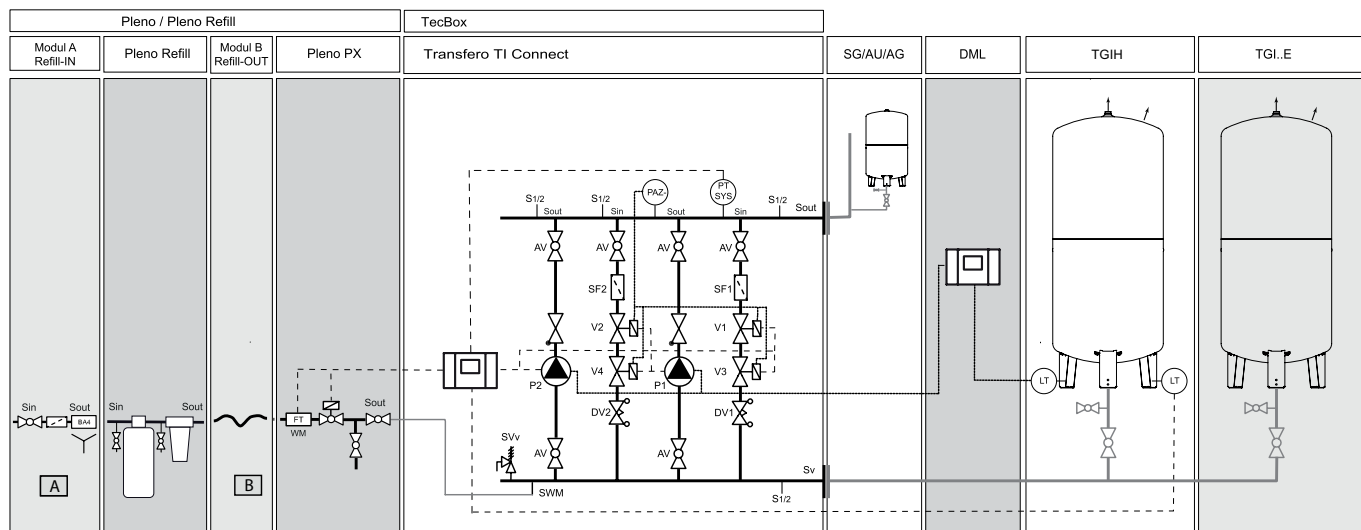 Pleno / Pleno Refill
TecBox
Modul A
Refill-IN
Pleno Refill
Modul B
Refill-OUT
Pleno PX
Transfero TI Connect
SG/AU/AG
DML
TGIH
TGI..E
PAZ-
PT
SYS
S1/2
S1/2
S1/2
Sout
Sout
Sin
Sout
Sin
AV
AV
AV
AV
SF2
SF1
V2
V1
V4
V3
P2
P1
LT
LT
DV2
DV1
Sin
Sout
BA4
Sin
Sout
FT
WM
Sout
SVv
AV
AV
Sv
A
B
SWM
S1/2